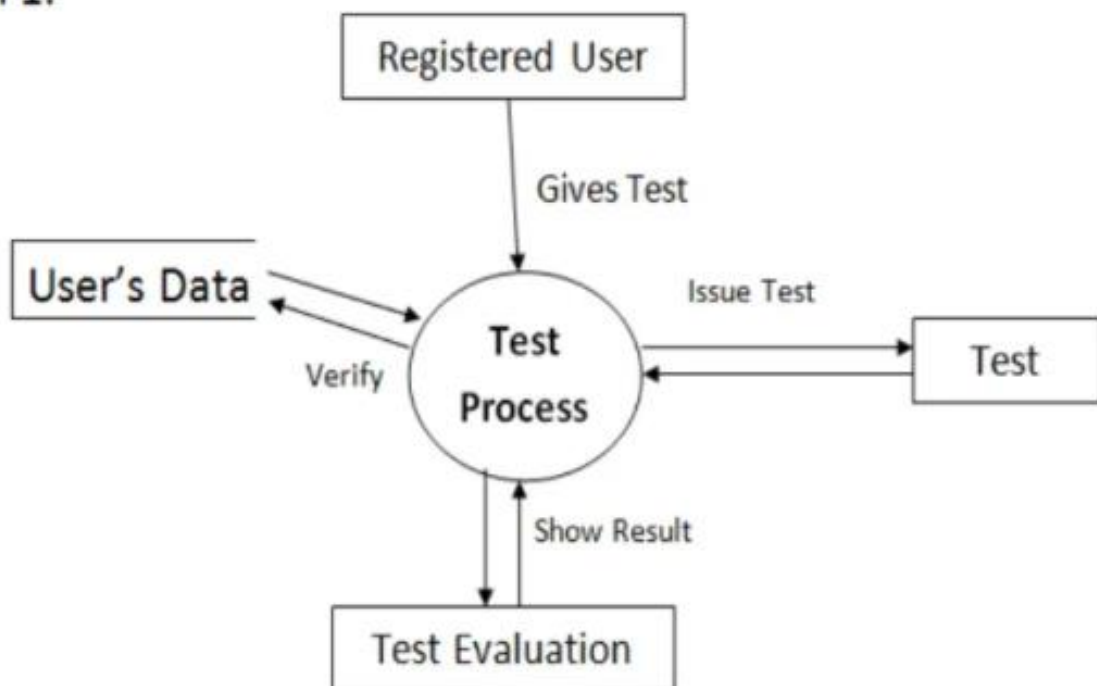 Registered User
Gives Test
User's Data
Issue Test
Test
Process
Test
Verify
Show Result
Test Evaluation